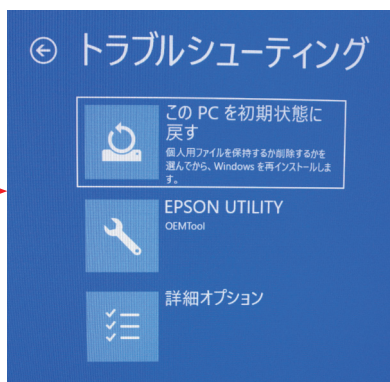 トラブルシューティング
この PC を初期状態に
戻す
個人用ファイルを保持するか削除するかを
選んでから、Windows を再インストールしま
す。
EPSON UTILITY
OEMTool
詳細オプション